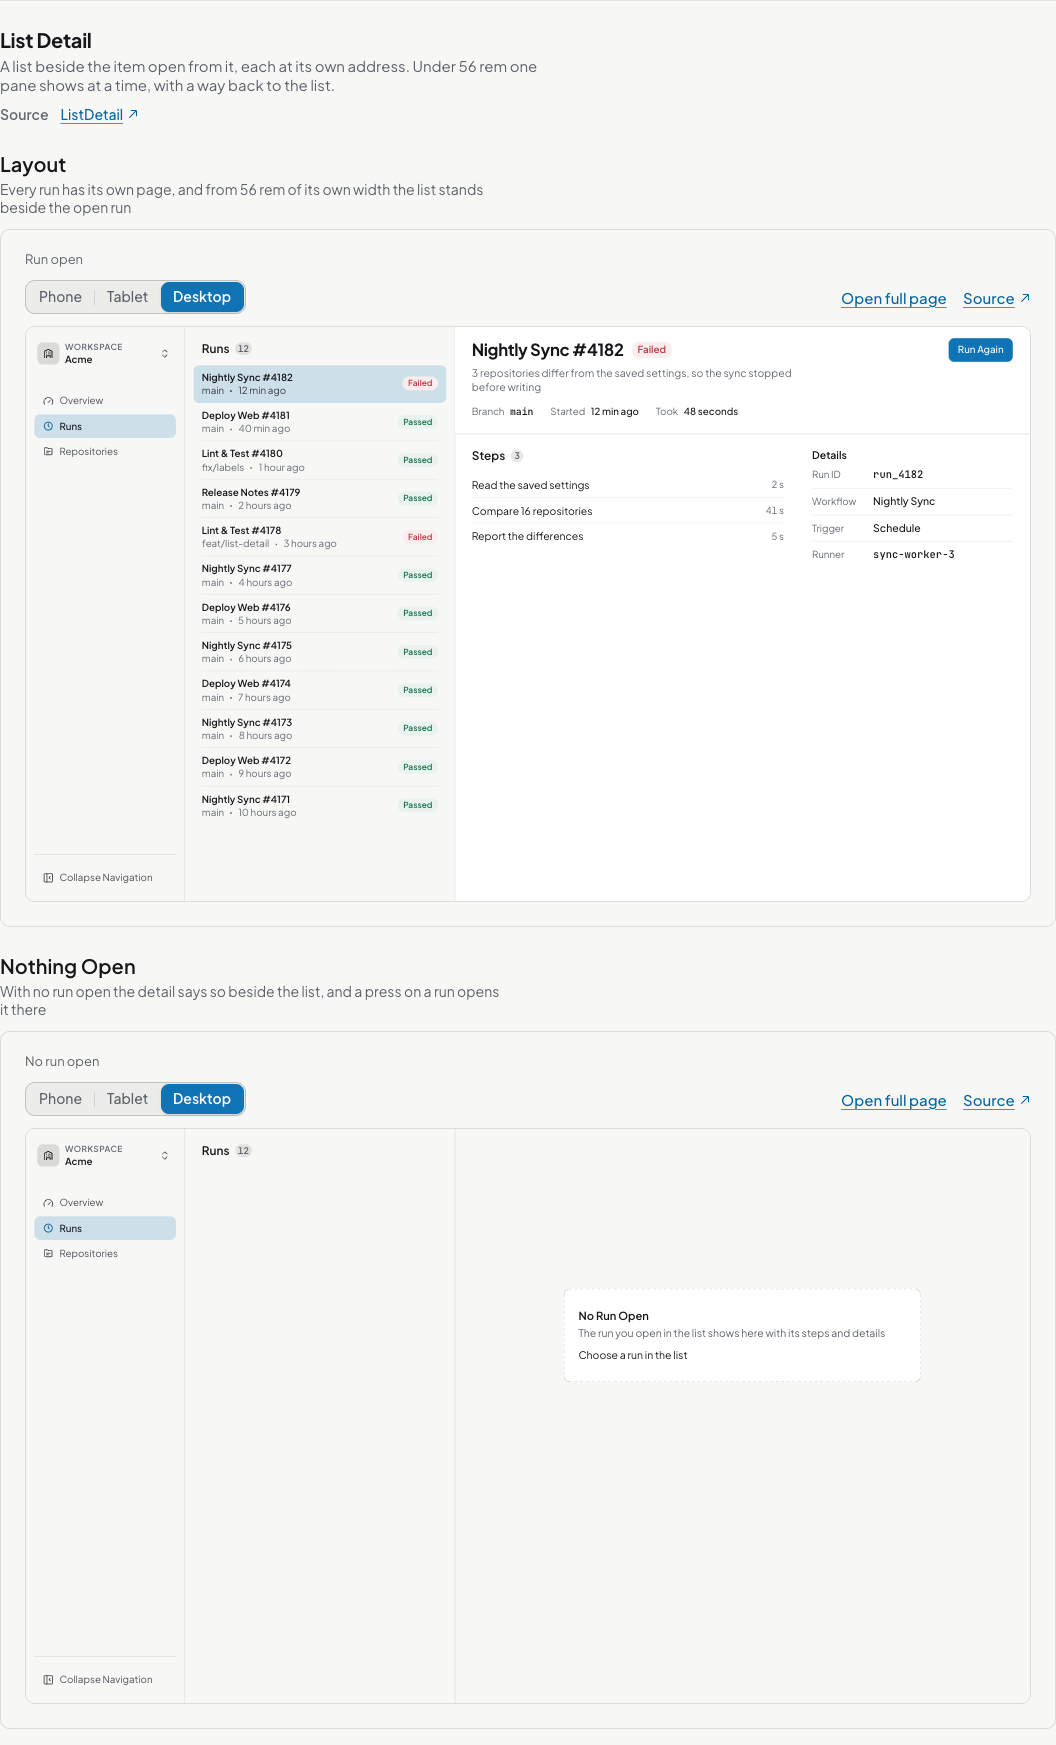 List Detail
A list beside the item open from it, each at its own address. Under 56 rem one
pane shows at a time, with a way back to the list.
Source ListDetail
Layout
Every run has its own page, and from 56 rem of its own width the list stands
beside the open run
Run open
Phone Tablet Desktop
Open full page Source
WORKSPACE
Acme
Overview
Runs
Repositories
Collapse Navigation
Runs 12
Nightly Sync #4182
main • 12 min ago
Failed
Deploy Web #4181
main • 40 min ago
Passed
Lint & Test #4180
fix/labels • 1 hour ago
Passed
Release Notes #4179
main • 2 hours ago
Passed
Lint & Test #4178
feat/list-detail • 3 hours ago
Failed
Nightly Sync #4177
main • 4 hours ago
Passed
Deploy Web #4176
main • 5 hours ago
Passed
Nightly Sync #4175
main • 6 hours ago
Passed
Deploy Web #4174
main • 7 hours ago
Passed
Nightly Sync #4173
main • 8 hours ago
Passed
Deploy Web #4172
main • 9 hours ago
Passed
Nightly Sync #4171
main • 10 hours ago
Passed
Nightly Sync #4182 Failed
Run Again
3 repositories differ from the saved settings, so the sync stopped
before writing
Branch main Started 12 min ago Took 48 seconds
Steps 3
Read the saved settings 2 s
Compare 16 repositories 41 s
Report the differences 5 s
Details
Run ID run_4182
Workflow Nightly Sync
Trigger Schedule
Runner sync-worker-3
Nothing Open
With no run open the detail says so beside the list, and a press on a run opens
it there
No run open
Phone Tablet Desktop
Open full page Source
WORKSPACE
Acme
Overview
Runs
Repositories
Collapse Navigation
Runs 12
No Run Open
The run you open in the list shows here with its steps and details
Choose a run in the list